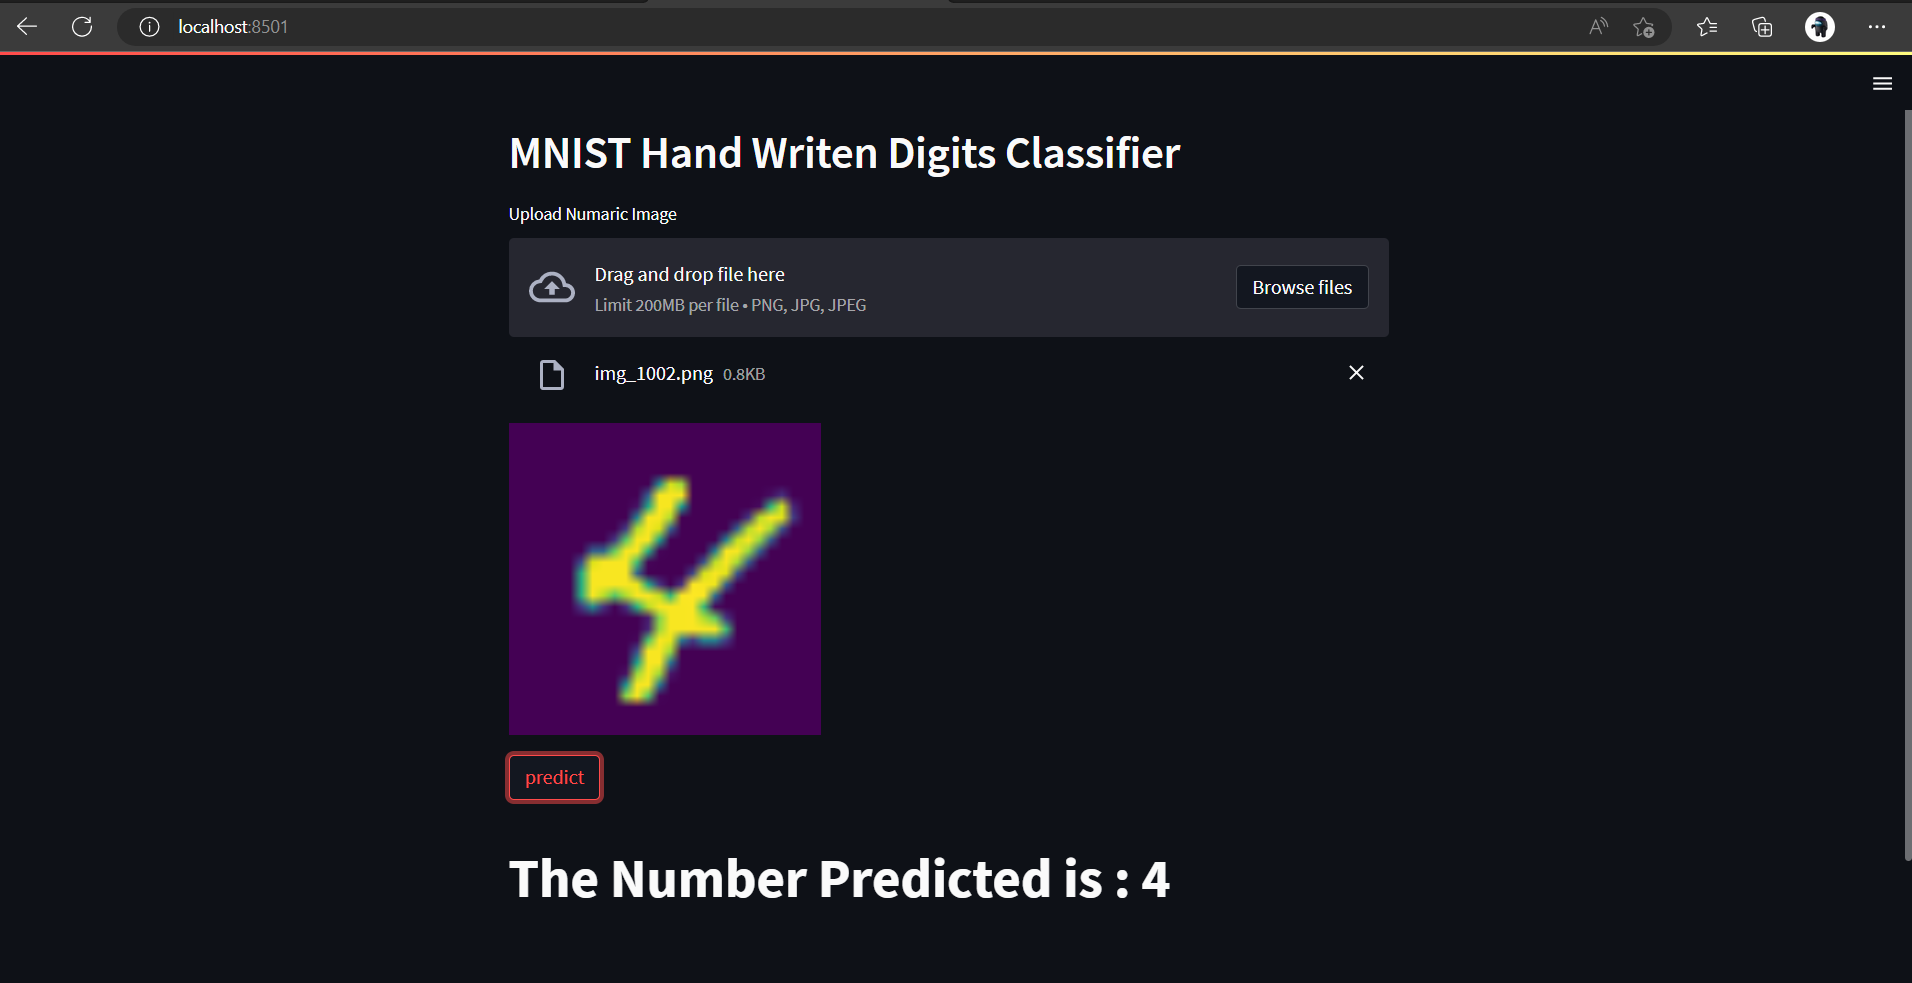 localhost:8501
MNIST Hand Writen Digits Classifier
Upload Numaric Image
Drag and drop file here
Limit 200MB per file • PNG, JPG, JPEG
Browse files
img_1002.png 0.8KB
4
predict
The Number Predicted is : 4